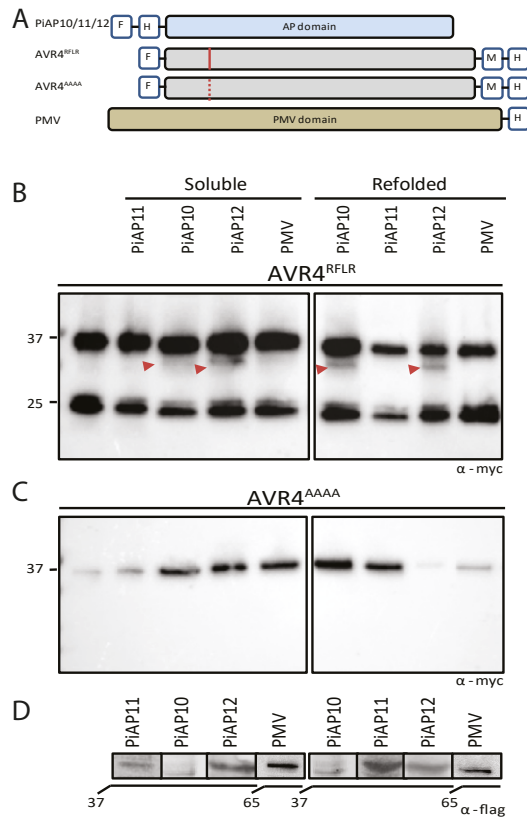 A
PiAP10/11/12 F H AP domain
AVR4RFLR F M H
AVR4AAAA F M H
PMV PMV domain H
B
Soluble Refolded
PiAP11 PiAP10 PiAP12 PMV PiAP10 PiAP11 PiAP12 PMV
AVR4RFLR
37
25
α - myc
C
AVR4AAAA
37
α - myc
D
PiAP11 PiAP10 PiAP12 PMV PiAP10 PiAP11 PiAP12 PMV
37 65 37 65 α - flag